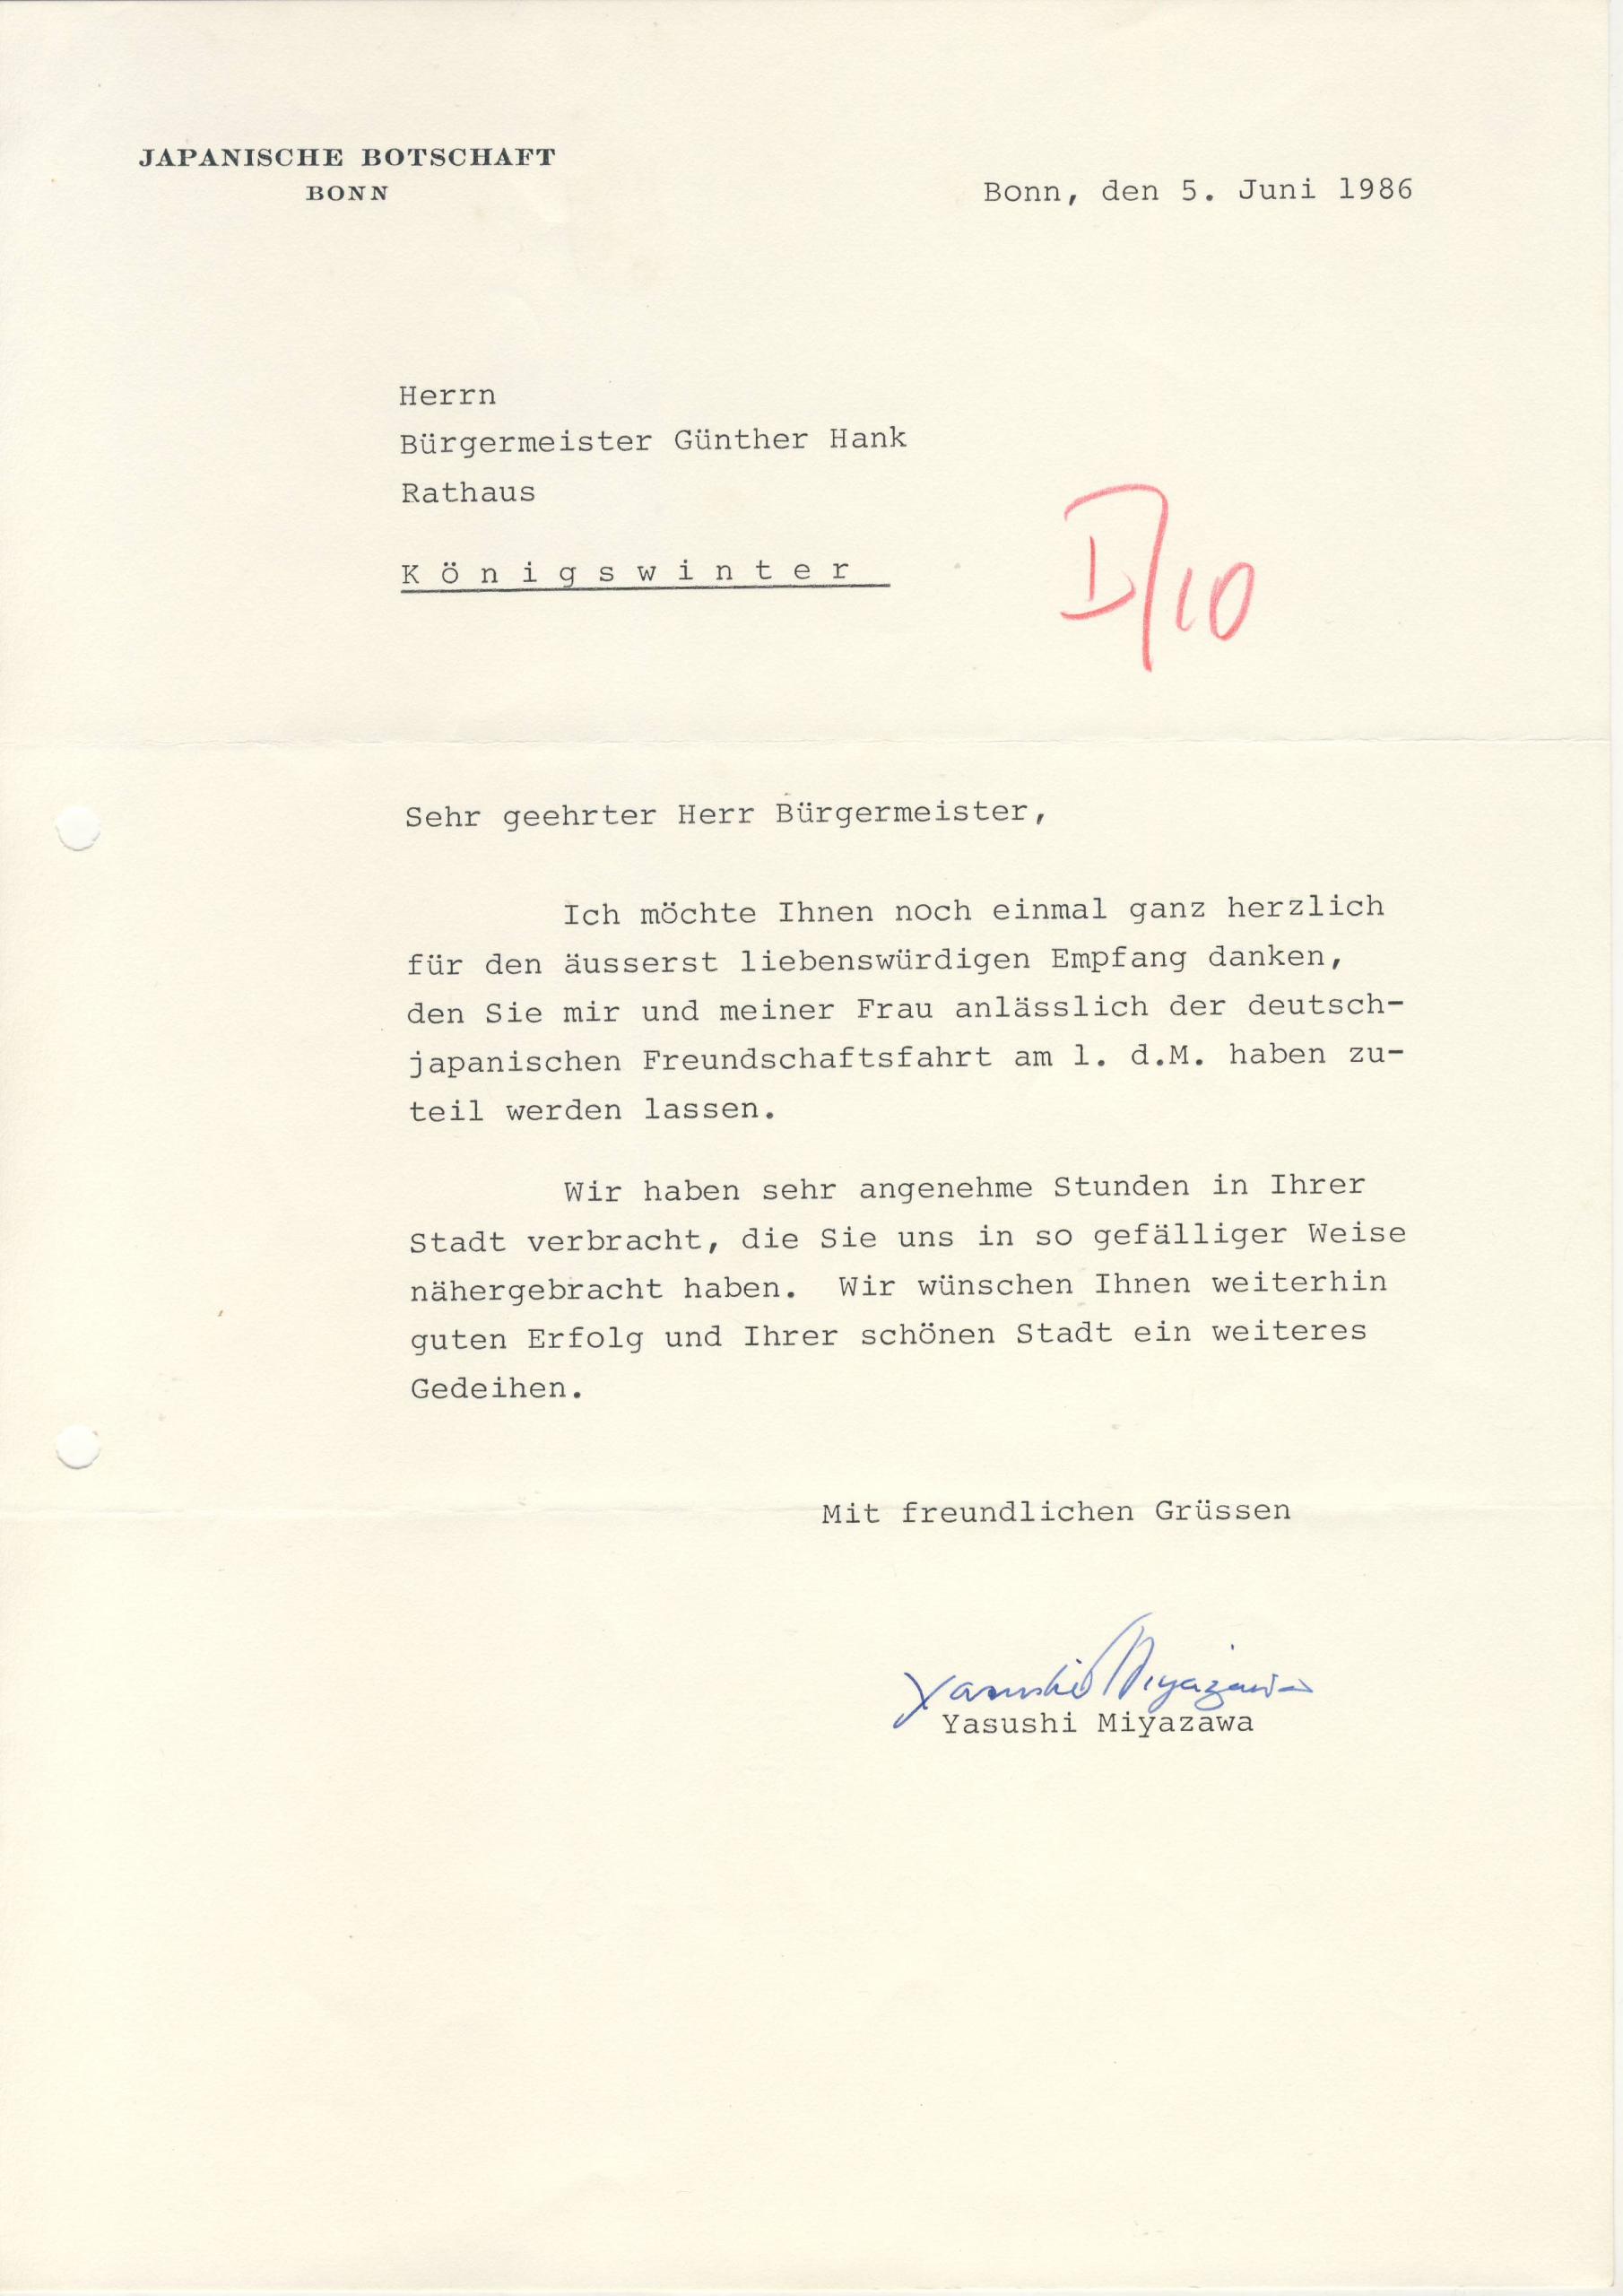 JAPANISCHE BOTSCHAFT
BONN
Bonn, den 5. Juni 1986
Herrn
Bürgermeister Günther Hank
Rathaus
K ö n i g s w i n t e r
Sehr geehrter Herr Bürgermeister,
Ich möchte Ihnen noch einmal ganz herzlich
für den äusserst liebenswürdigen Empfang danken,
den Sie mir und meiner Frau anlässlich der deutsch-
japanischen Freundschaftsfahrt am 1. d.M. haben zu-
teil werden lassen.
Wir haben sehr angenehme Stunden in Ihrer
Stadt verbracht, die Sie uns in so gefälliger Weise
nähergebracht haben. Wir wünschen Ihnen weiterhin
guten Erfolg und Ihrer schönen Stadt ein weiteres
Gedeihen.
Mit freundlichen Grüssen
Yasushi Miyazawa
Yasushi Miyazawa